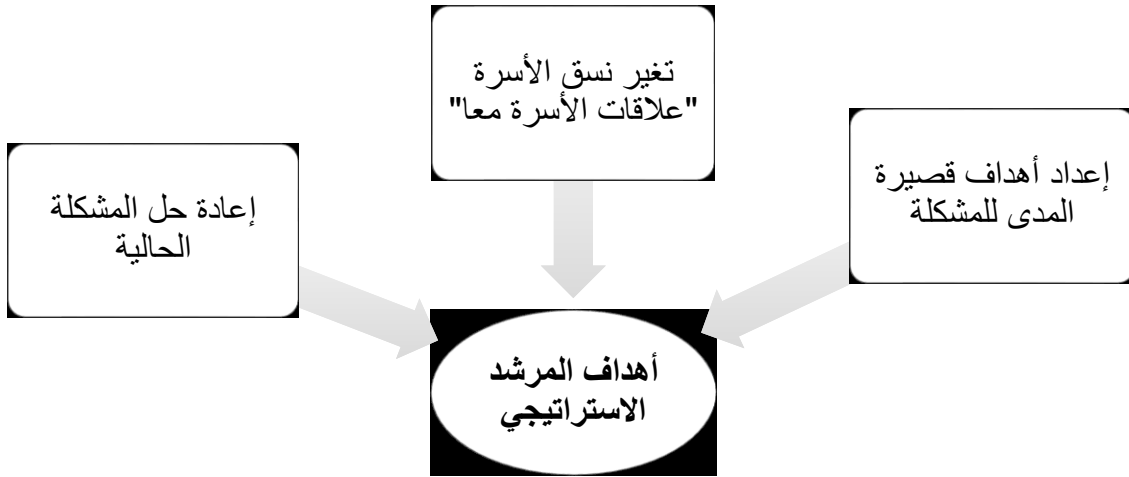 تغير نسق الأسرة
"علاقات الأسرة معا"
إعداد أهداف قصيرة
المدى للمشكلة
إعادة حل المشكلة
الحالية
أهداف المرشد
الاستراتيجي